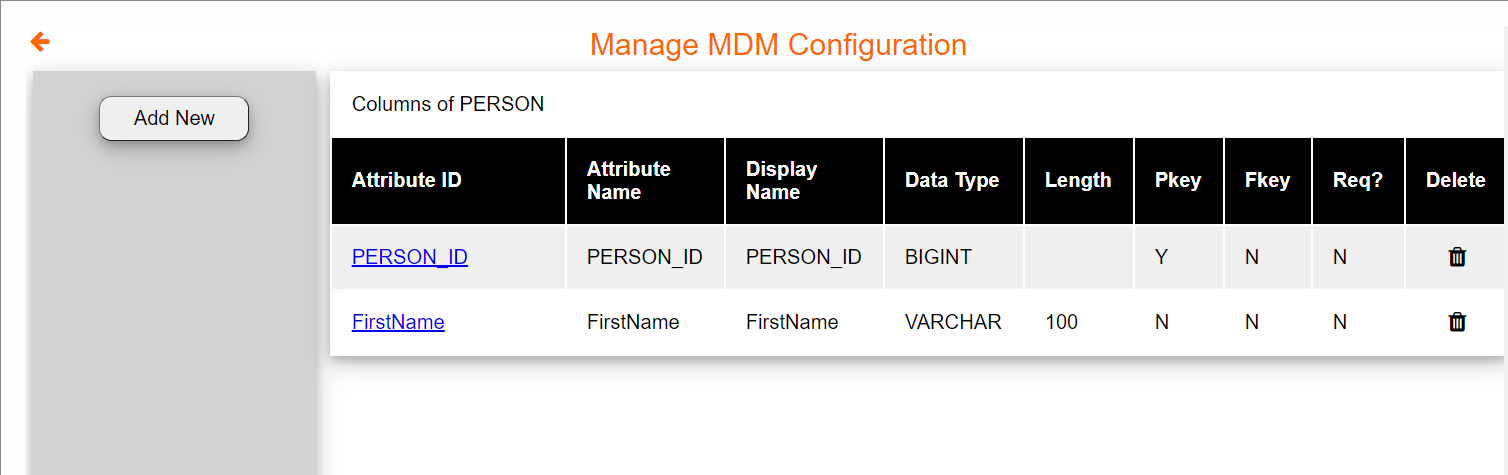 Manage MDM Configuration
Add New
Columns of PERSON
Attribute ID Attribute Name Display Name Data Type Length Pkey Fkey Req? Delete
PERSON_ID PERSON_ID PERSON_ID BIGINT Y N N
FirstName FirstName FirstName VARCHAR 100 N N N